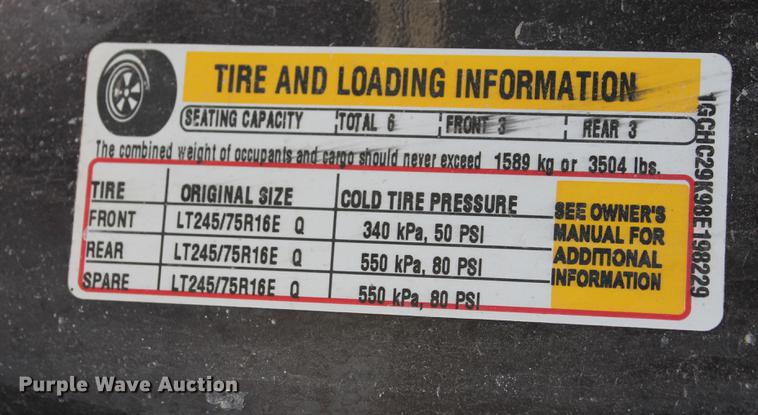 TIRE AND LOADING INFORMATION
SEATING CAPACITY TOTAL 6 FRONT 3 REAR 3
The combined weight of occupants and cargo should never exceed 1589 kg or 3504 lbs.
TIRE ORIGINAL SIZE COLD TIRE PRESSURE
FRONT LT245/75R16E Q 340 kPa, 50 PSI
REAR LT245/75R16E Q 550 kPa, 80 PSI
SPARE LT245/75R16E Q 550 kPa, 80 PSI
SEE OWNER'S
MANUAL FOR
ADDITIONAL
INFORMATION
1GCHC29K98E198229
Purple Wave Auction